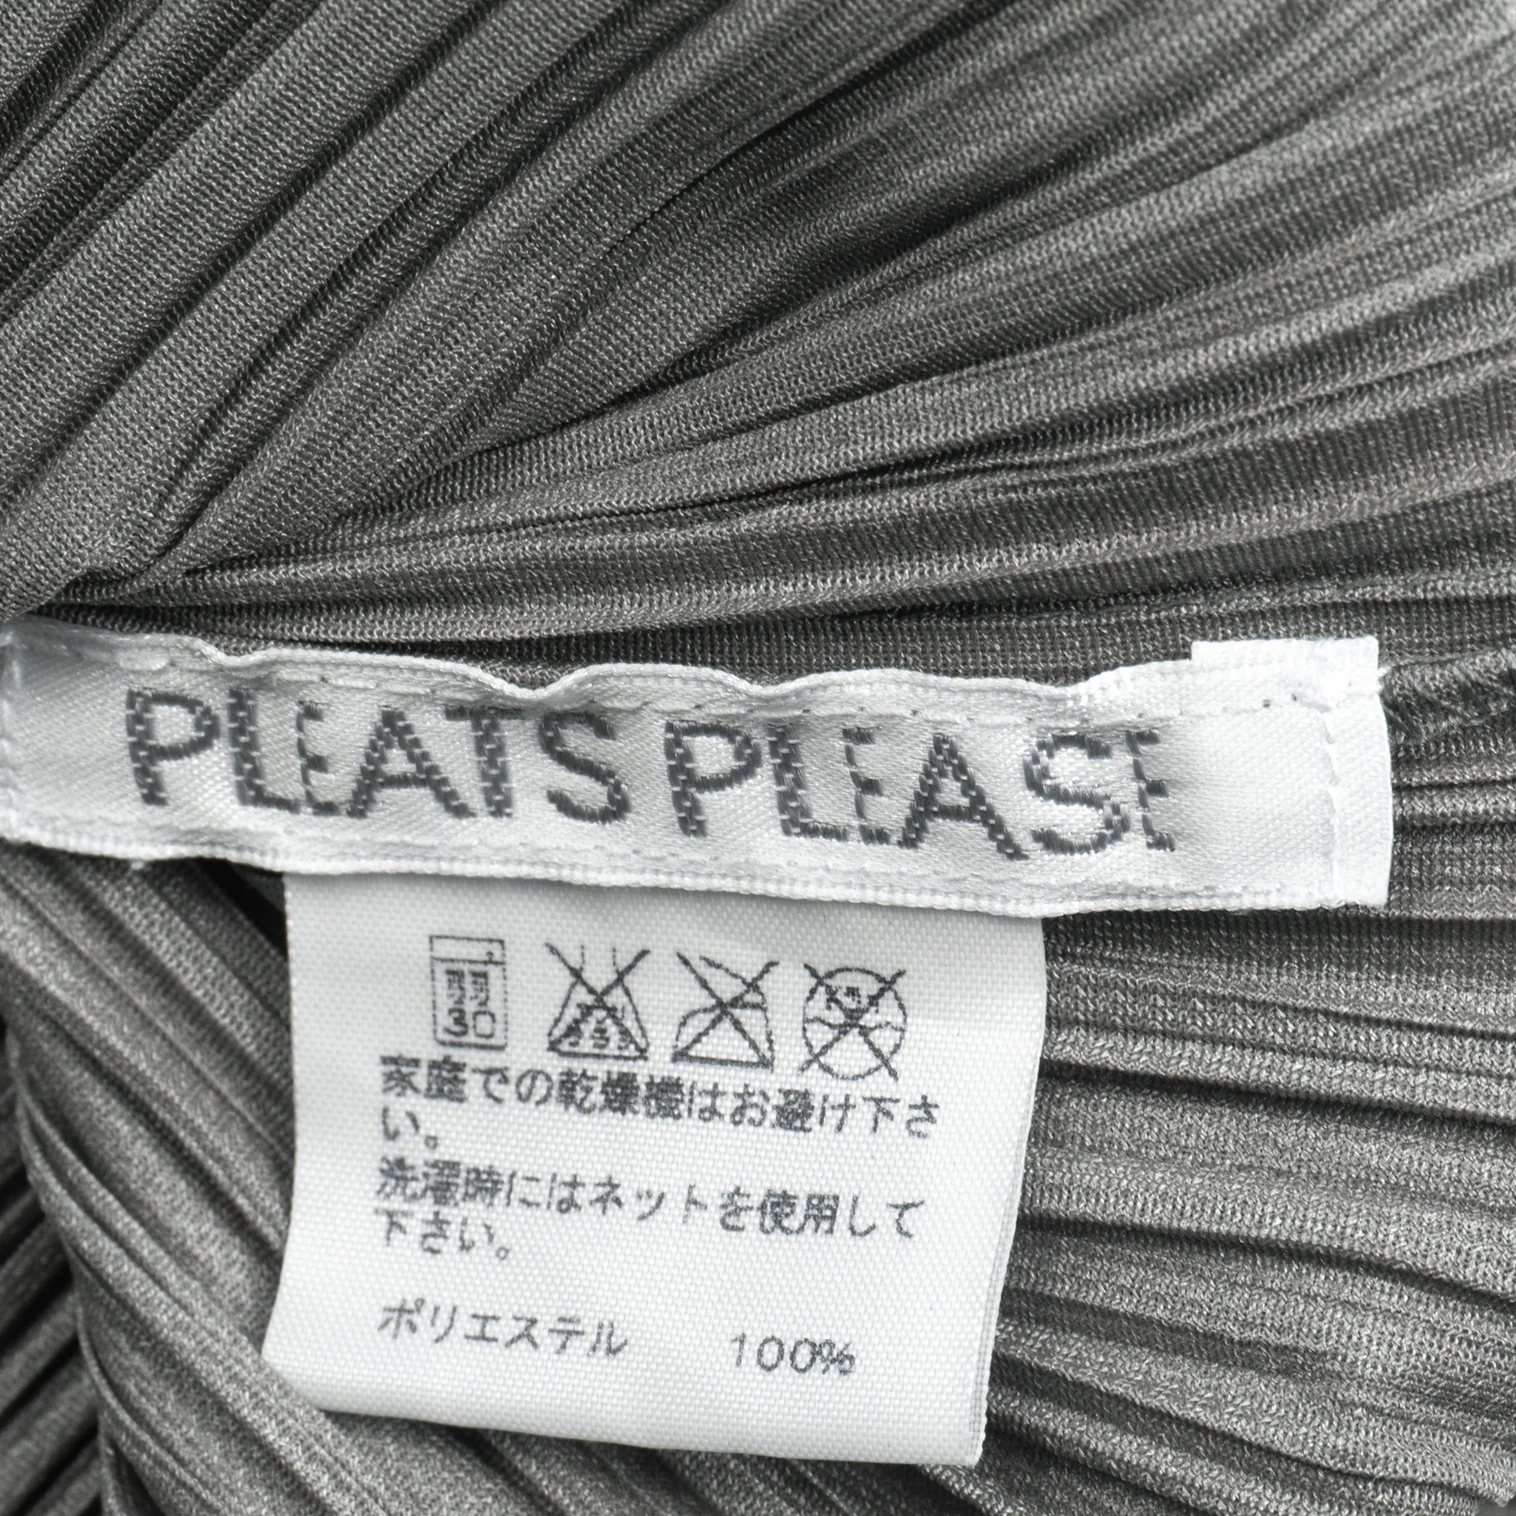 PLEATS PLEASE
家庭での乾燥機はお避け下さ
い。
洗濯時にはネットを使用して
下さい。
ポリエステル 100%